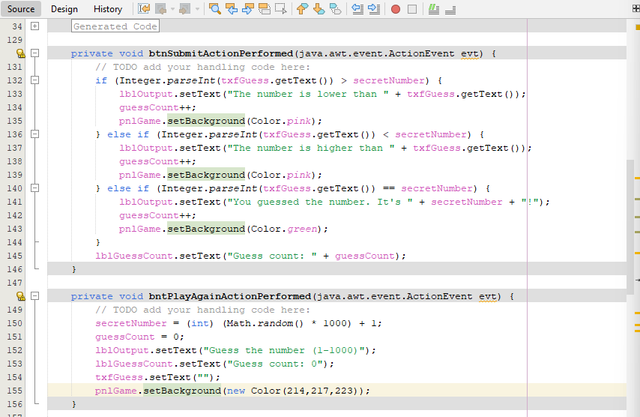 Source Design History
34 Generated Code
129
private void btnSubmitActionPerformed(java.awt.event.ActionEvent evt) {
131 // TODO add your handling code here:
132 if (Integer.parseInt(txfGuess.getText()) > secretNumber) {
133 lblOutput.setText("The number is lower than " + txfGuess.getText());
134 guessCount++;
135 pnlGame.setBackground(Color.pink);
136 } else if (Integer.parseInt(txfGuess.getText()) < secretNumber) {
137 lblOutput.setText("The number is higher than " + txfGuess.getText());
138 guessCount++;
139 pnlGame.setBackground(Color.pink);
140 } else if (Integer.parseInt(txfGuess.getText()) == secretNumber) {
141 lblOutput.setText("You guessed the number. It's " + secretNumber + "!");
142 guessCount++;
143 pnlGame.setBackground(Color.green);
144 }
145 lblGuessCount.setText("Guess count: " + guessCount);
146 }
147
private void bntPlayAgainActionPerformed(java.awt.event.ActionEvent evt) {
149 // TODO add your handling code here:
150 secretNumber = (int) (Math.random() * 1000) + 1;
151 guessCount = 0;
152 lblOutput.setText("Guess the number (1-1000)");
153 lblGuessCount.setText("Guess count: 0");
154 txfGuess.setText("");
155 pnlGame.setBackground(new Color(214,217,223));
156 }
157